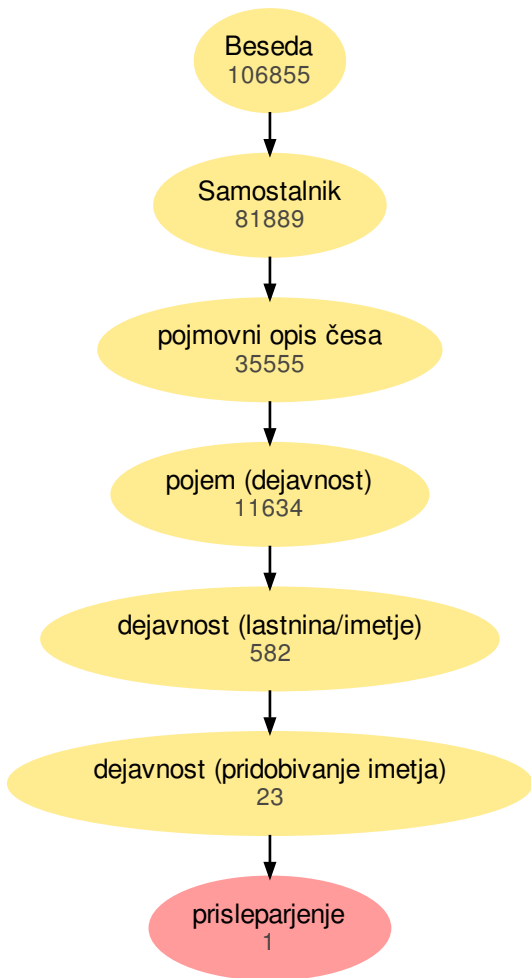 Beseda
106855
Samostalnik
81889
pojmovni opis česa
35555
pojem (dejavnost)
11634
dejavnost (lastnina/imetje)
582
dejavnost (pridobivanje imetja)
23
prisleparjenje
1